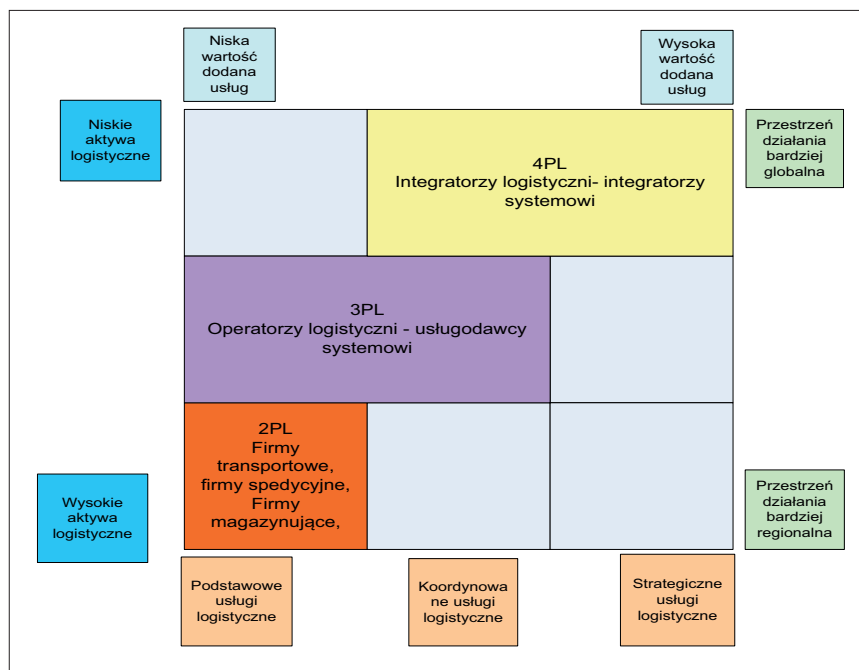 Niska
wartość
dodana
usług
Wysoka
wartość
dodana
usług
Niskie
aktywa
logistyczne
4PL
Integratorzy logistyczni- integratorzy
systemowi
Przestrzeń
działania
bardziej
globalna
3PL
Operatorzy logistyczni - usługodawcy
systemowi
2PL
Firmy
transportowe,
firmy spedycyjne,
Firmy
magazynujące,
Wysokie
aktywa
logistyczne
Przestrzeń
działania
bardziej
regionalna
Podstawowe
usługi
logistyczne
Koordynowa
ne usługi
logistyczne
Strategiczne
usługi
logistyczne